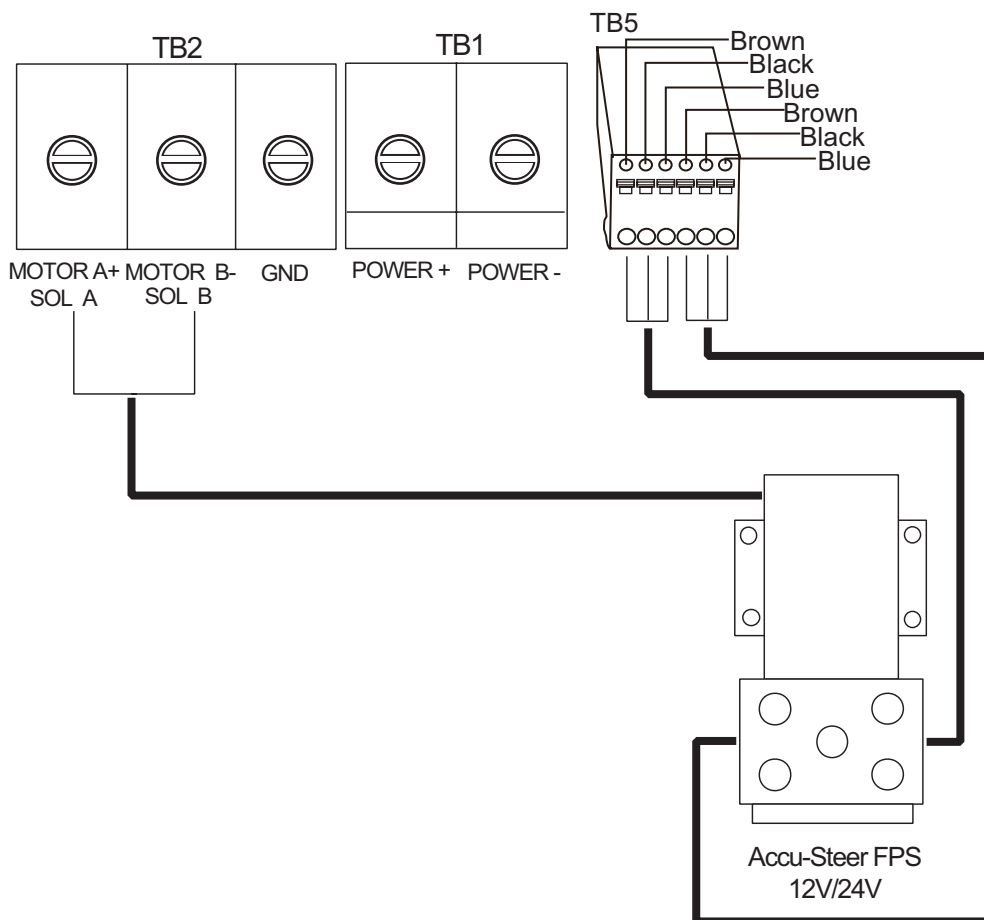 TB2
TB1
TB5
Brown
Black
Blue
Brown
Black
Blue
MOTOR A+
SOL A
MOTOR B-
SOL B
GND
POWER +
POWER -
Accu-Steer FPS
12V/24V